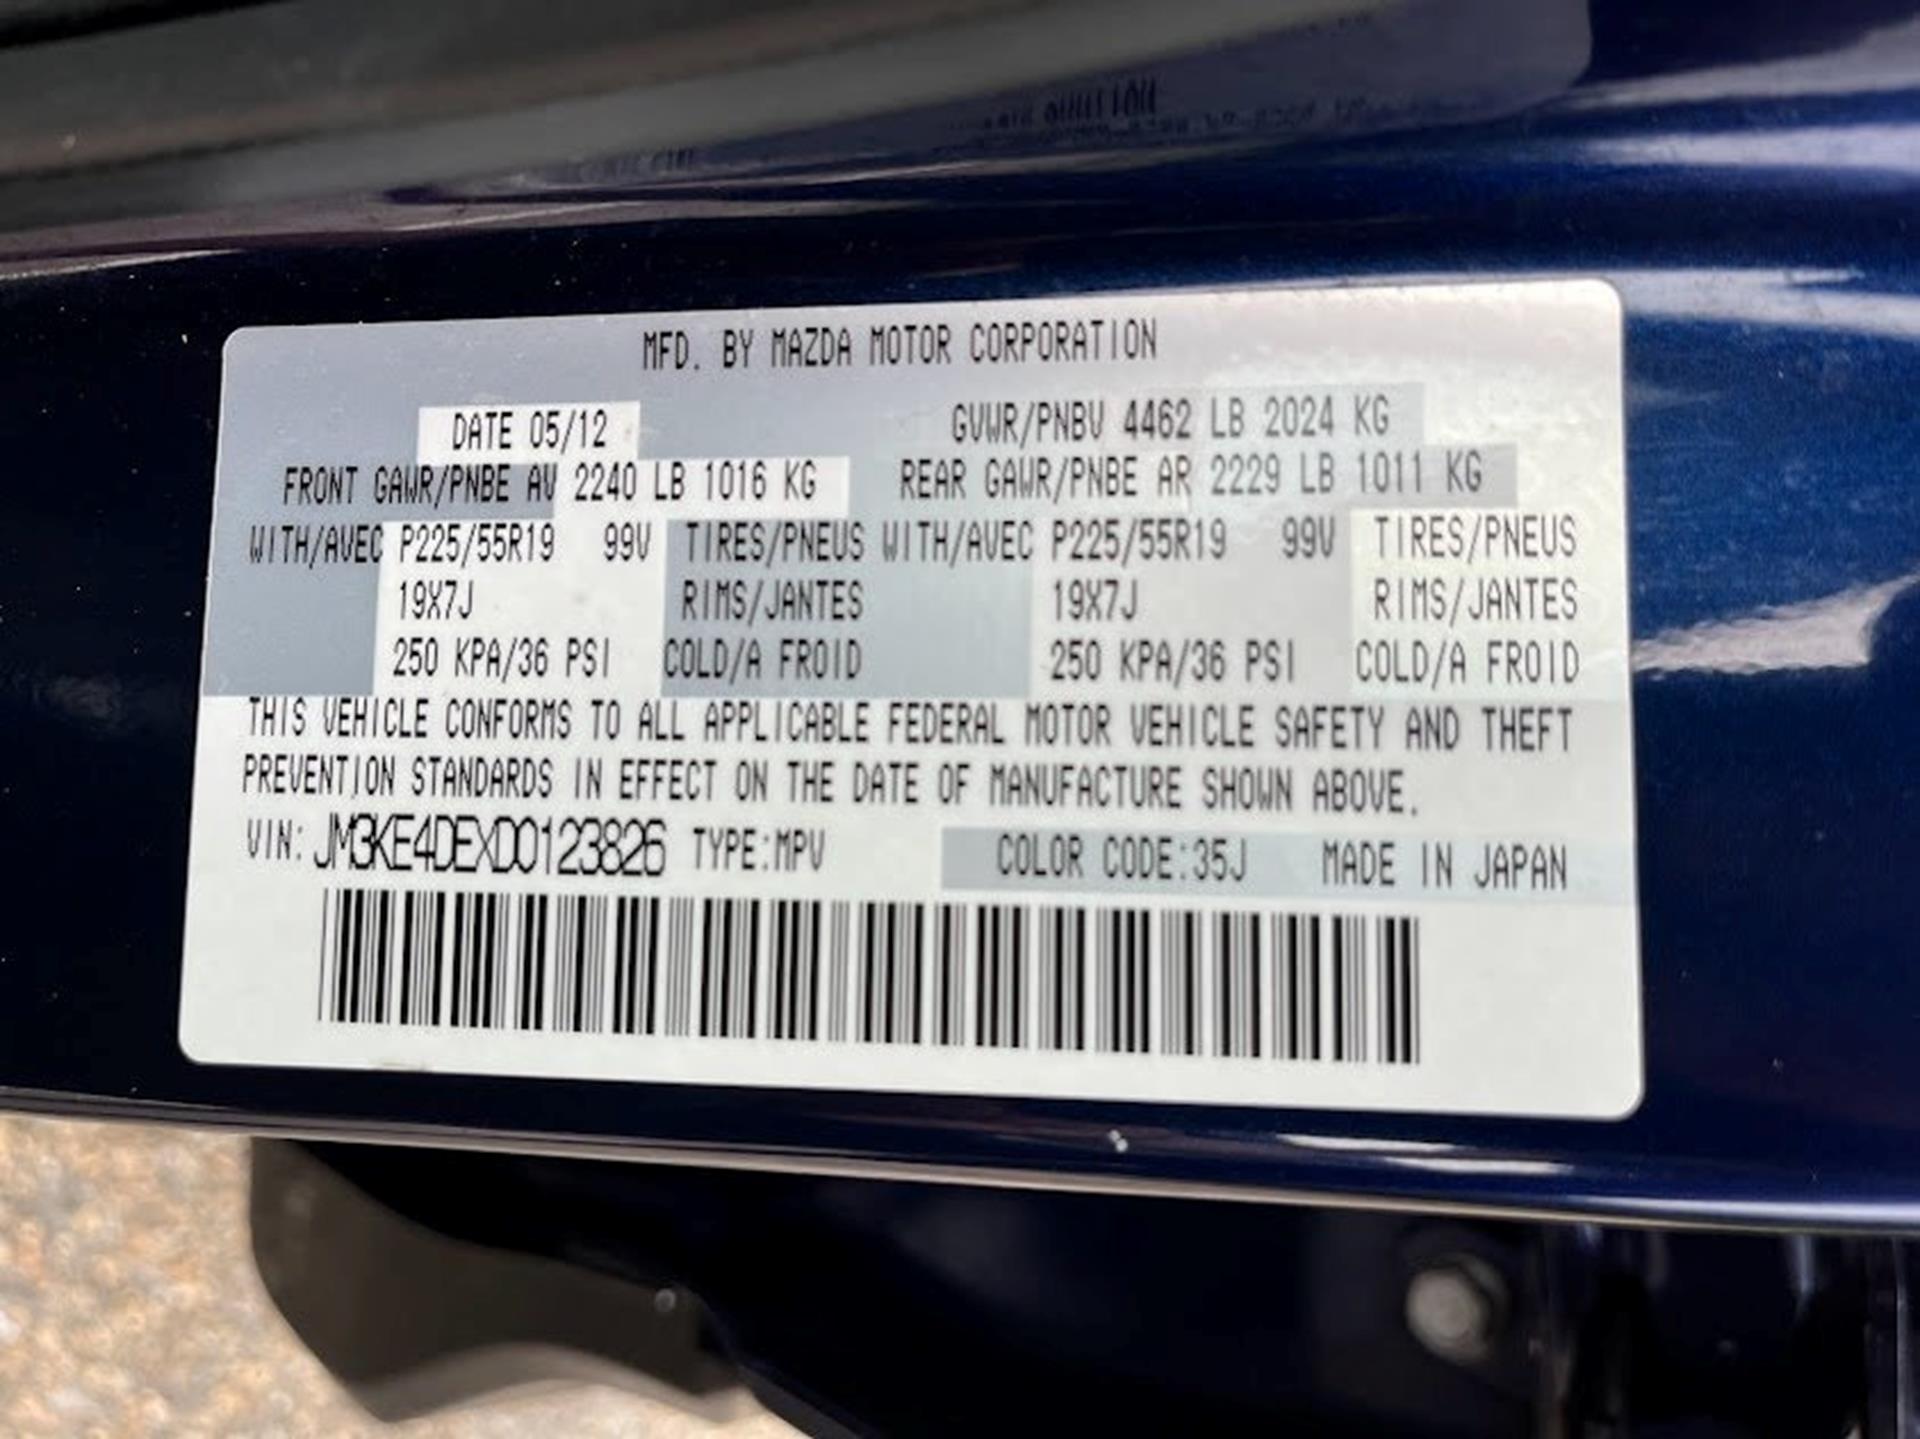 MFD. BY MAZDA MOTOR CORPORATION
DATE 05/12 GVWR/PNBV 4462 LB 2024 KG
FRONT GAWR/PNBE AV 2240 LB 1016 KG REAR GAWR/PNBE AR 2229 LB 1011 KG
WITH/AVEC P225/55R19 99V TIRES/PNEUS WITH/AVEC P225/55R19 99V TIRES/PNEUS
19X7J RIMS/JANTES 19X7J RIMS/JANTES
250 KPA/36 PSI COLD/A FROID 250 KPA/36 PSI COLD/A FROID
THIS VEHICLE CONFORMS TO ALL APPLICABLE FEDERAL MOTOR VEHICLE SAFETY AND THEFT
PREVENTION STANDARDS IN EFFECT ON THE DATE OF MANUFACTURE SHOWN ABOVE.
VIN: JM3KE4DEXD0123826 TYPE:MPV COLOR CODE:35J MADE IN JAPAN